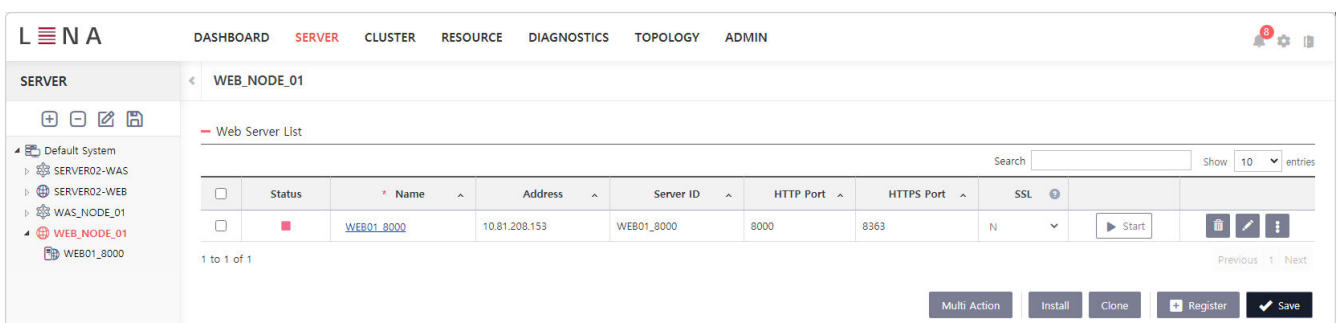 LENA
DASHBOARD SERVER CLUSTER RESOURCE DIAGNOSTICS TOPOLOGY ADMIN
8
SERVER
WEB_NODE_01
Web Server List
Default System
SERVER02-WAS
SERVER02-WEB
WAS_NODE_01
WEB_NODE_01
WEB01_8000
Search
Show 10 entries
Status * Name Address Server ID HTTP Port HTTPS Port SSL ?
WEB01_8000 10.81.208.153 WEB01_8000 8000 8363 N Start
1 to 1 of 1
Previous 1 Next
Multi Action Install Clone Register Save